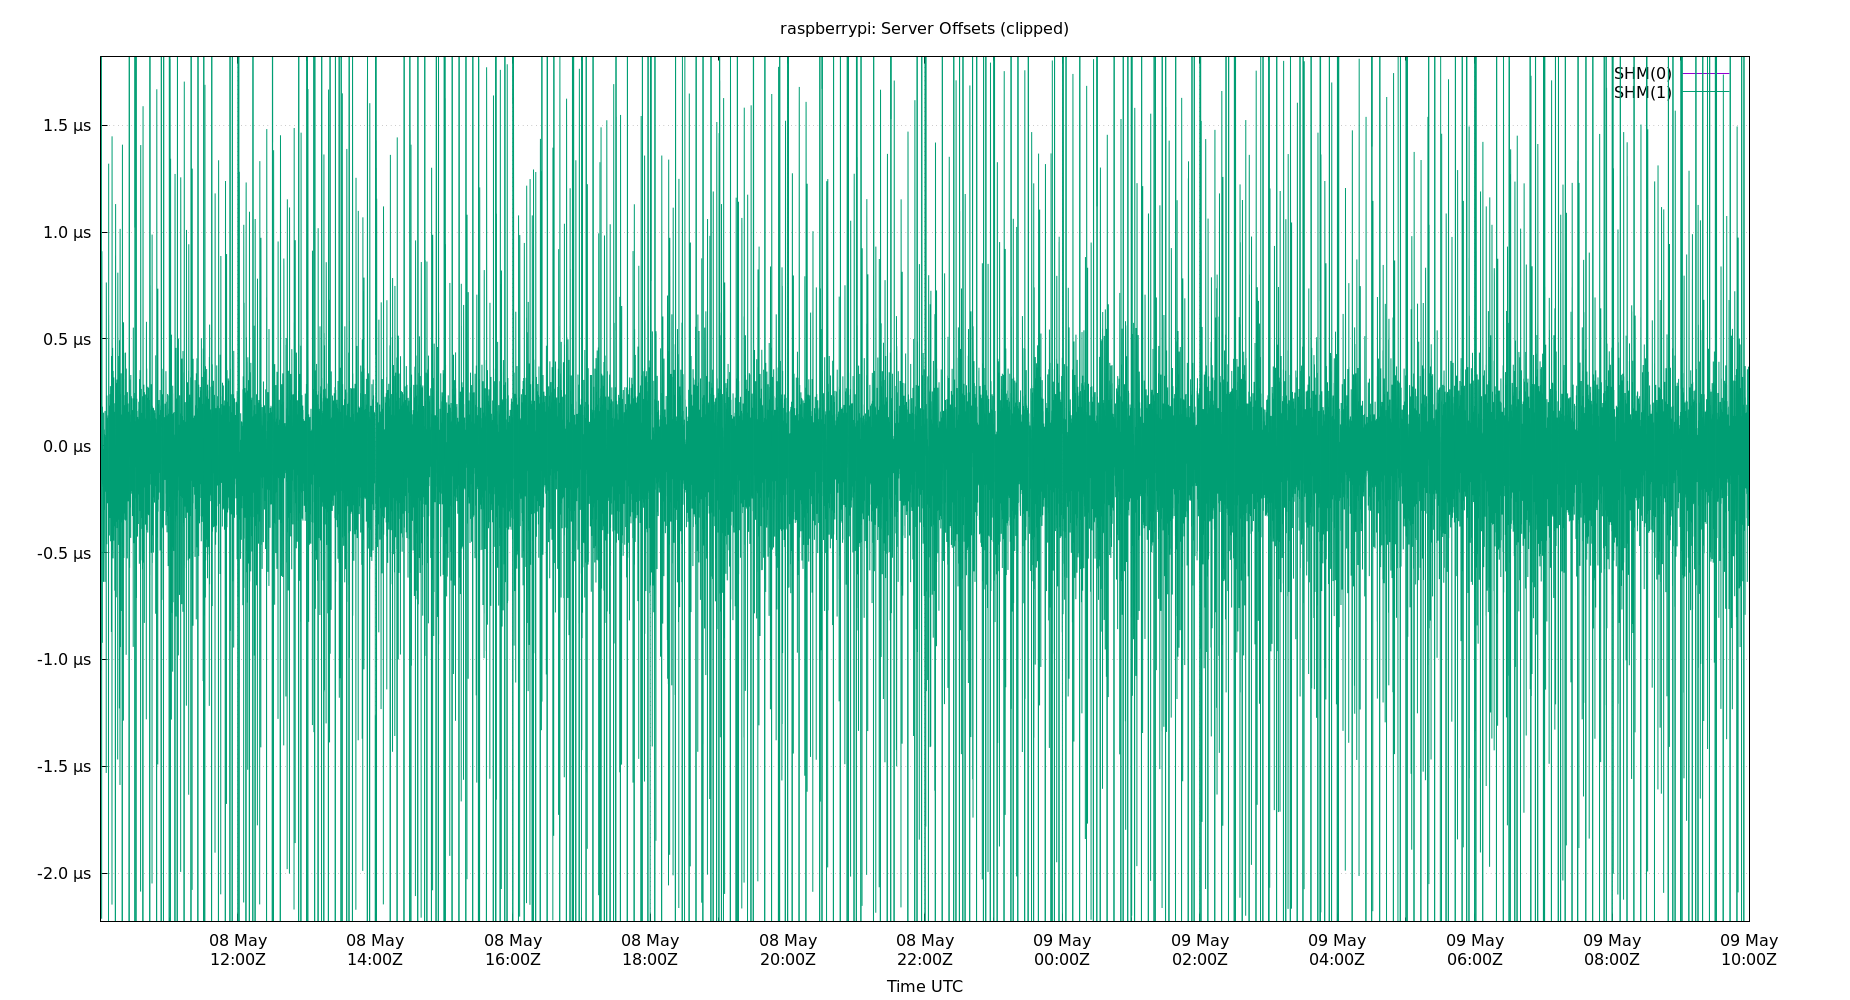 raspberrypi: Server Offsets (clipped)
SHM(0)
SHM(1)
1.5 µs
1.0 µs
0.5 µs
0.0 µs
-0.5 µs
-1.0 µs
-1.5 µs
-2.0 µs
08 May 08 May 08 May 08 May 08 May 08 May 09 May 09 May 09 May 09 May 09 May 09 May
12:00Z 14:00Z 16:00Z 18:00Z 20:00Z 22:00Z 00:00Z 02:00Z 04:00Z 06:00Z 08:00Z 10:00Z
Time UTC